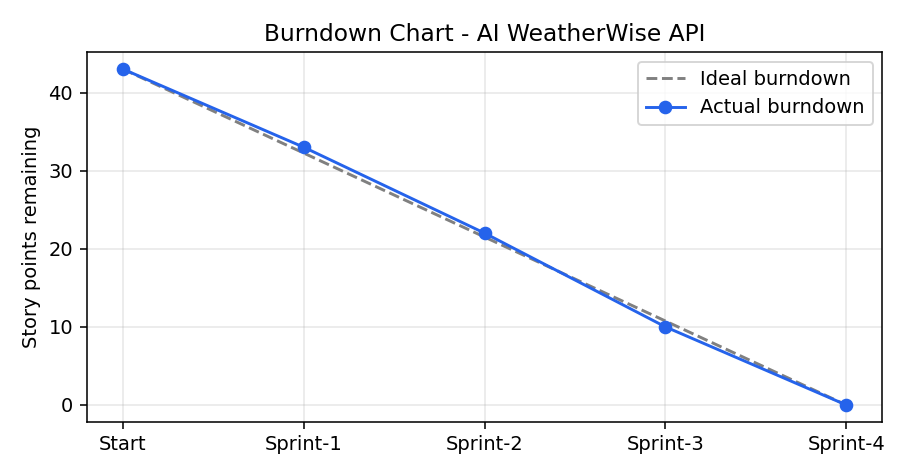 Burndown Chart - AI WeatherWise API
Ideal burndown
Actual burndown
Story points remaining
40
30
20
10
0
Start
Sprint-1
Sprint-2
Sprint-3
Sprint-4